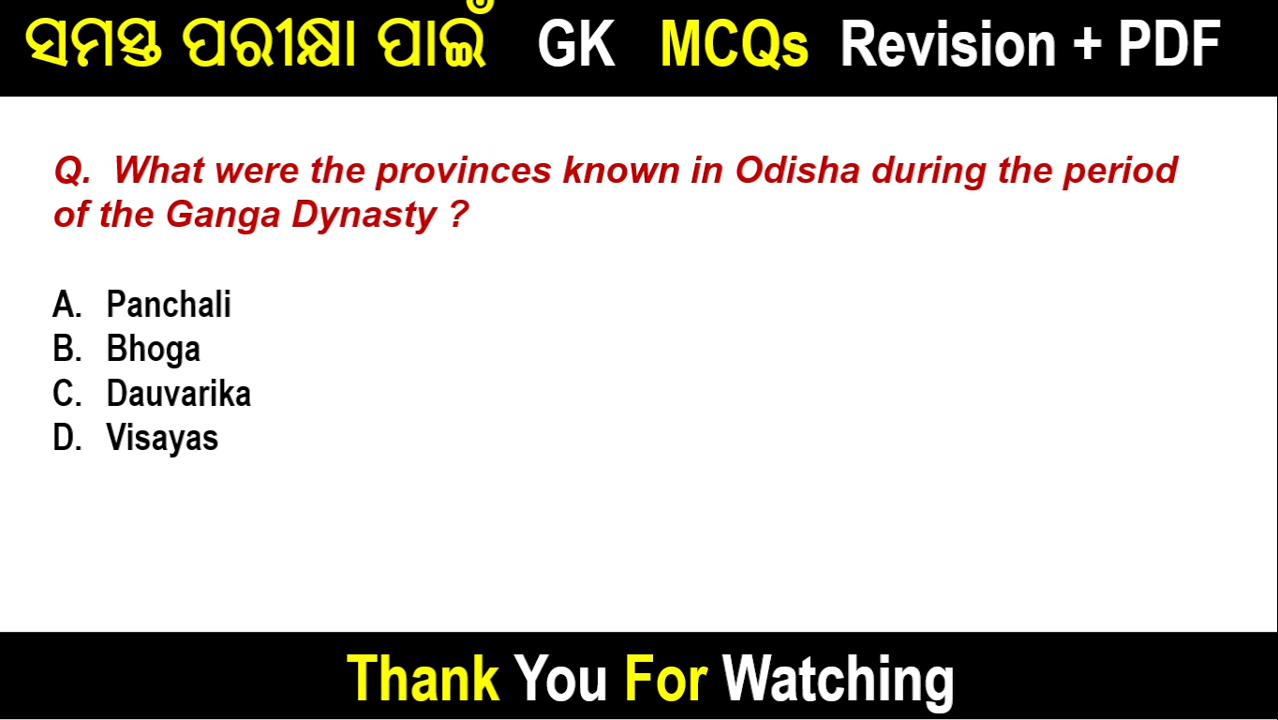 ସମସ୍ତ ପରୀକ୍ଷା ପାଇଁ GK MCQs Revision + PDF
Q. What were the provinces known in Odisha during the period
of the Ganga Dynasty ?
A. Panchali
B. Bhoga
C. Dauvarika
D. Visayas
Thank You For Watching